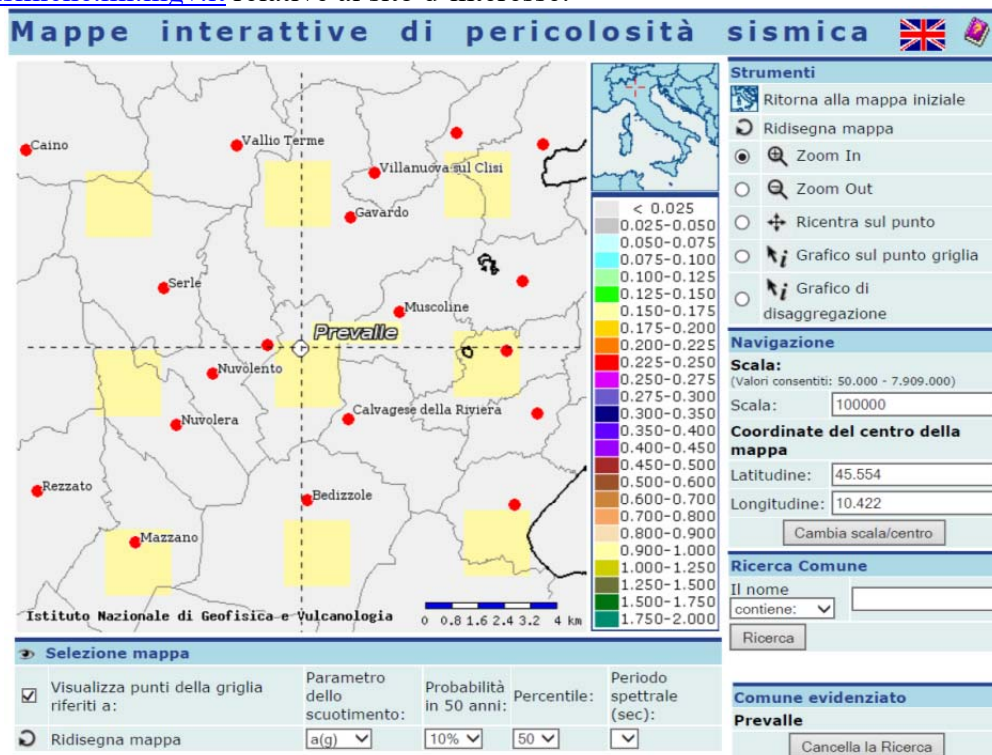 relative al sito d'interesse:
Mappe interattive di pericolosità sismica
Caino
Vallio Terme
Villanuova sul Clisi
Gavardo
Serle
Muscoline
Prevalle
Nuvolento
Nuvolera
Calvagese della Riviera
Rezzato
Bedizzole
Mazzano
Istituto Nazionale di Geofisica e Vulcanologia
0 0.8 1.6 2.4 3.2 4 km
< 0.025
0.025-0.050
0.050-0.075
0.075-0.100
0.100-0.125
0.125-0.150
0.150-0.175
0.175-0.200
0.200-0.225
0.225-0.250
0.250-0.275
0.275-0.300
0.300-0.350
0.350-0.400
0.400-0.450
0.450-0.500
0.500-0.600
0.600-0.700
0.700-0.800
0.800-0.900
0.900-1.000
1.000-1.250
1.250-1.500
1.500-1.750
1.750-2.000
Strumenti
Ritorna alla mappa iniziale
Ridisegna mappa
Zoom In
Zoom Out
Ricentra sul punto
Grafico sul punto griglia
Grafico di
disaggregazione
Navigazione
Scala:
(Valori consentiti: 50.000 - 7.909.000)
Scala: 100000
Coordinate del centro della
mappa
Latitudine: 45.554
Longitudine: 10.422
Cambia scala/centro
Ricerca Comune
Il nome
contiene:
Ricerca
Comune evidenziato
Prevalle
Cancella la Ricerca
Selezione mappa
Visualizza punti della griglia
riferiti a:
Parametro
dello
scuotimento:
Probabilità
in 50 anni:
Percentile:
Periodo
spettrale
(sec):
Ridisegna mappa
a(g)
10%
50